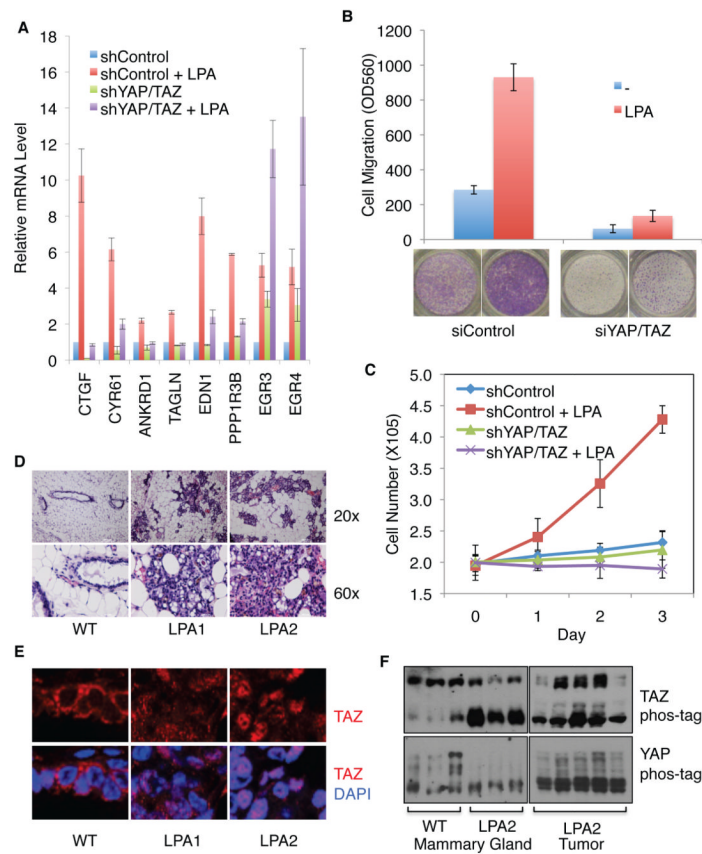 A
18
16
14
12
10
8
6
4
2
0
Relative mRNA Level
shControl
shControl + LPA
shYAP/TAZ
shYAP/TAZ + LPA
CTGF
CYR61
ANKRD1
TAGLN
EDN1
PPP1R3B
EGR3
EGR4
B
1200
1000
800
600
400
200
0
Cell Migration (OD560)
-
LPA
siControl
siYAP/TAZ
C
5.0
4.5
4.0
3.5
3.0
2.5
2.0
1.5
Cell Number (X105)
shControl
shControl + LPA
shYAP/TAZ
shYAP/TAZ + LPA
0 1 2 3
Day
D
20x
60x
WT LPA1 LPA2
E
TAZ
TAZ
DAPI
WT LPA1 LPA2
F
TAZ
phos-tag
YAP
phos-tag
WT LPA2
Mammary Gland
LPA2
Tumor